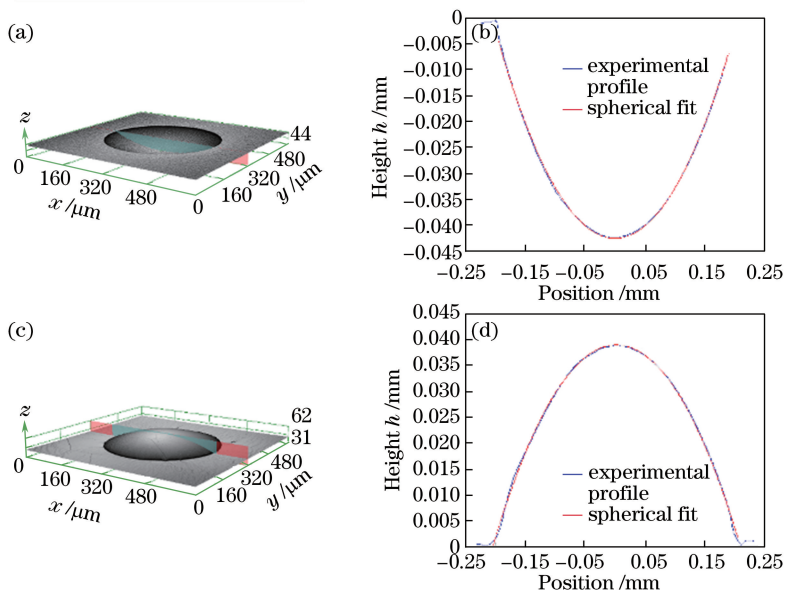 (a)
z
0
160
320
480
x /μm
0
160
320
480
y /μm
44
(b)
0
−0.005
−0.010
−0.015
−0.020
−0.025
−0.030
−0.035
−0.040
−0.045
Height h /mm
experimental
profile
spherical fit
−0.25 −0.15 −0.05 0.05 0.15 0.25
Position /mm
(c)
z
0
160
320
480
x /μm
0
160
320
480
y /μm
62
31
(d)
0.045
0.040
0.035
0.030
0.025
0.020
0.015
0.010
0.005
0
Height h /mm
experimental
profile
spherical fit
−0.25 −0.15 −0.05 0.05 0.15 0.25
Position /mm